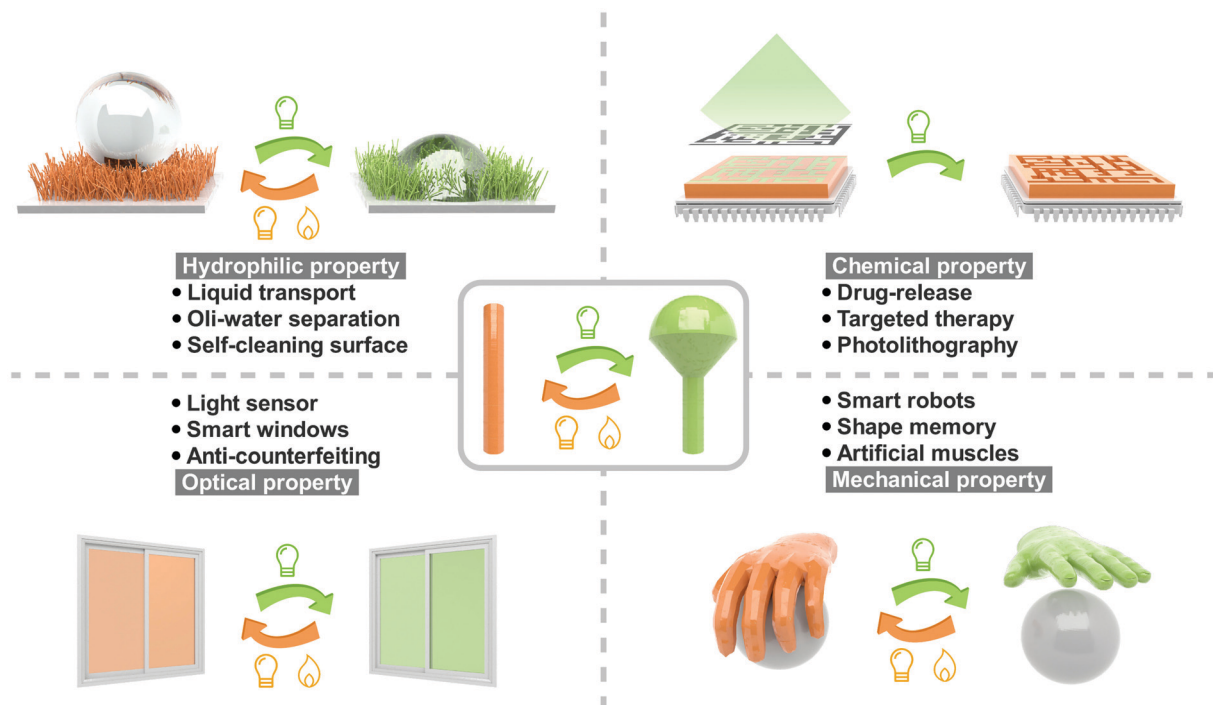 Hydrophilic property
• Liquid transport
• Oli-water separation
• Self-cleaning surface
Chemical property
• Drug-release
• Targeted therapy
• Photolithography
• Light sensor
• Smart windows
• Anti-counterfeiting
Optical property
• Smart robots
• Shape memory
• Artificial muscles
Mechanical property